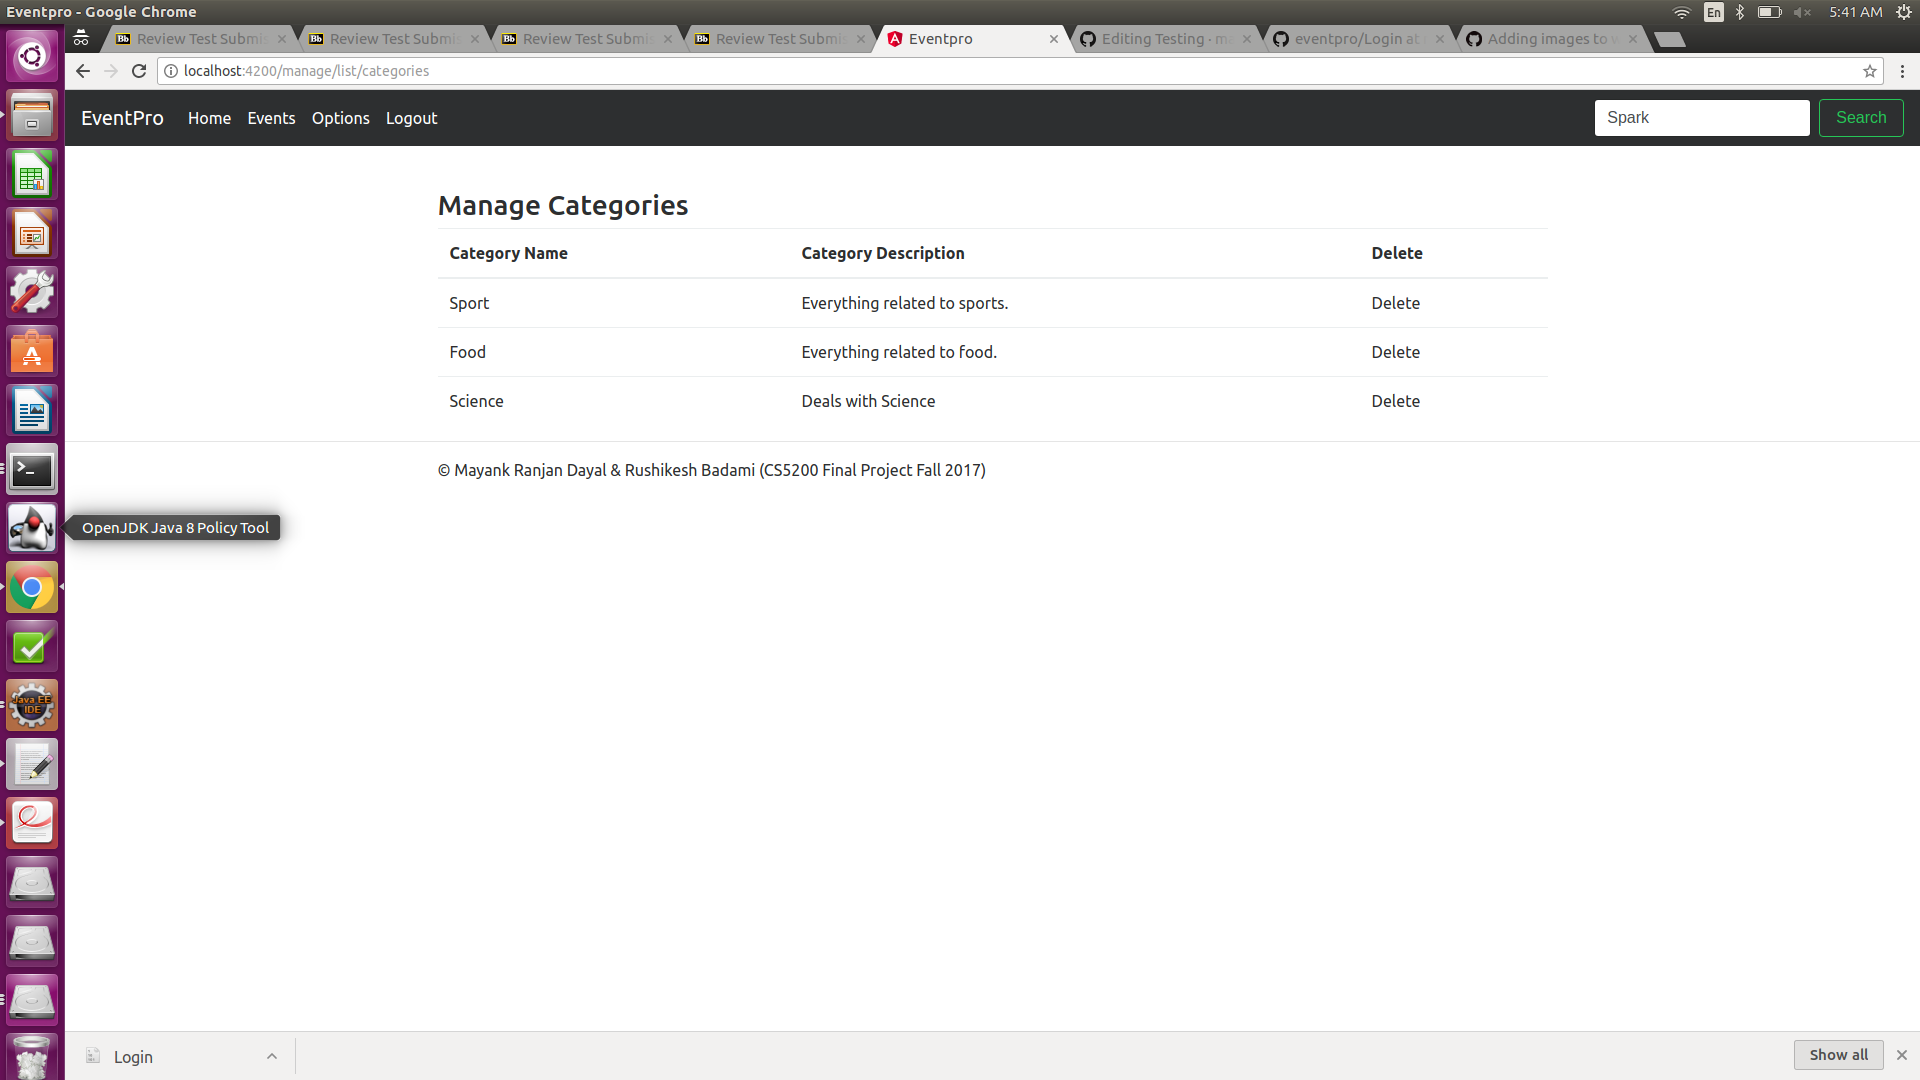 Eventpro - Google Chrome
En
5:41 AM
Bb Review Test Submis
Bb Review Test Submis
Bb Review Test Submis
Bb Review Test Submis
Eventpro
Editing Testing · m
eventpro/Login at
Adding images to
localhost:4200/manage/list/categories
EventPro Home Events Options Logout
Spark
Search
Manage Categories
Category Name Category Description Delete
Sport Everything related to sports. Delete
Food Everything related to food. Delete
Science Deals with Science Delete
© Mayank Ranjan Dayal & Rushikesh Badami (CS5200 Final Project Fall 2017)
OpenJDK Java 8 Policy Tool
Java EE
IDE
Login
Show all